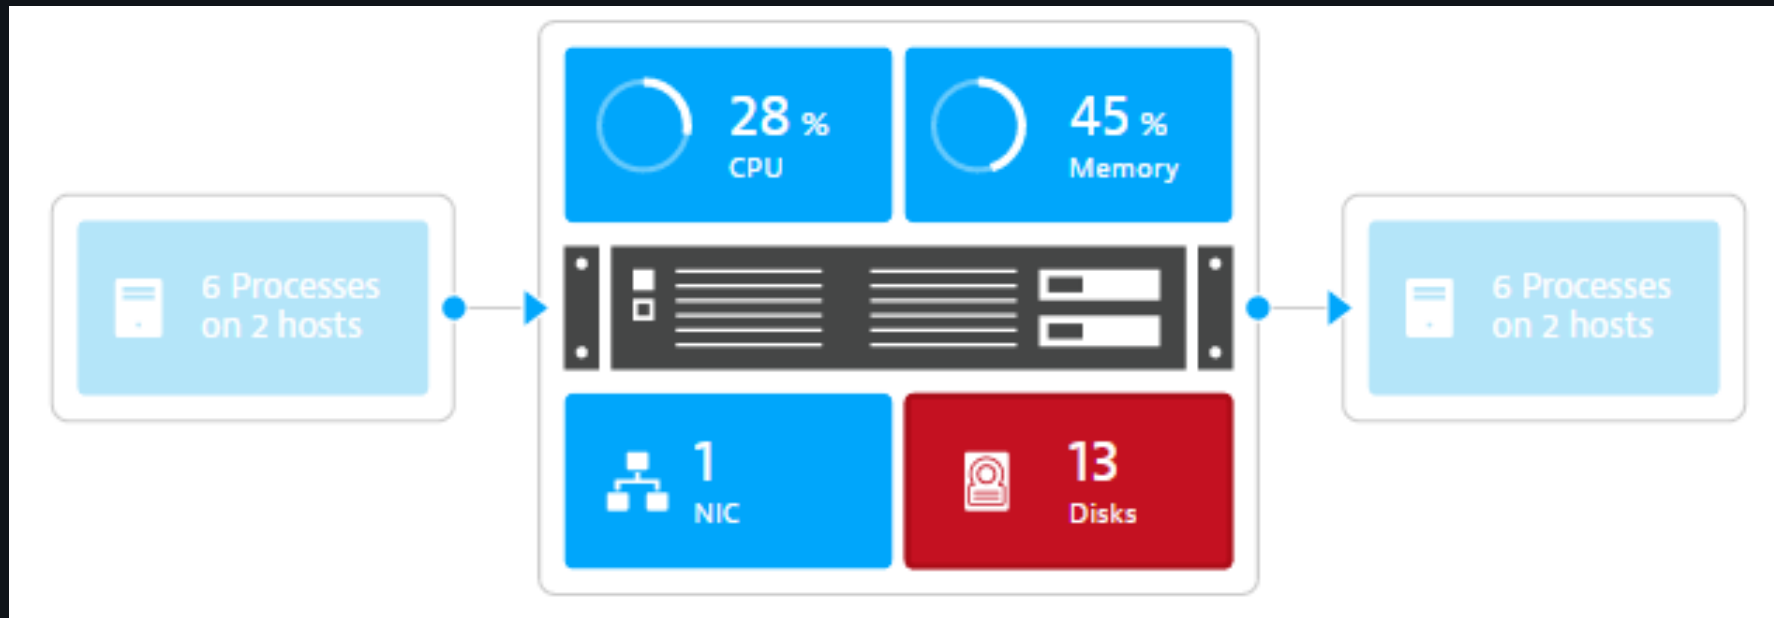 28 %
CPU
45 %
Memory
6 Processes
on 2 hosts
6 Processes
on 2 hosts
1
NIC
13
Disks